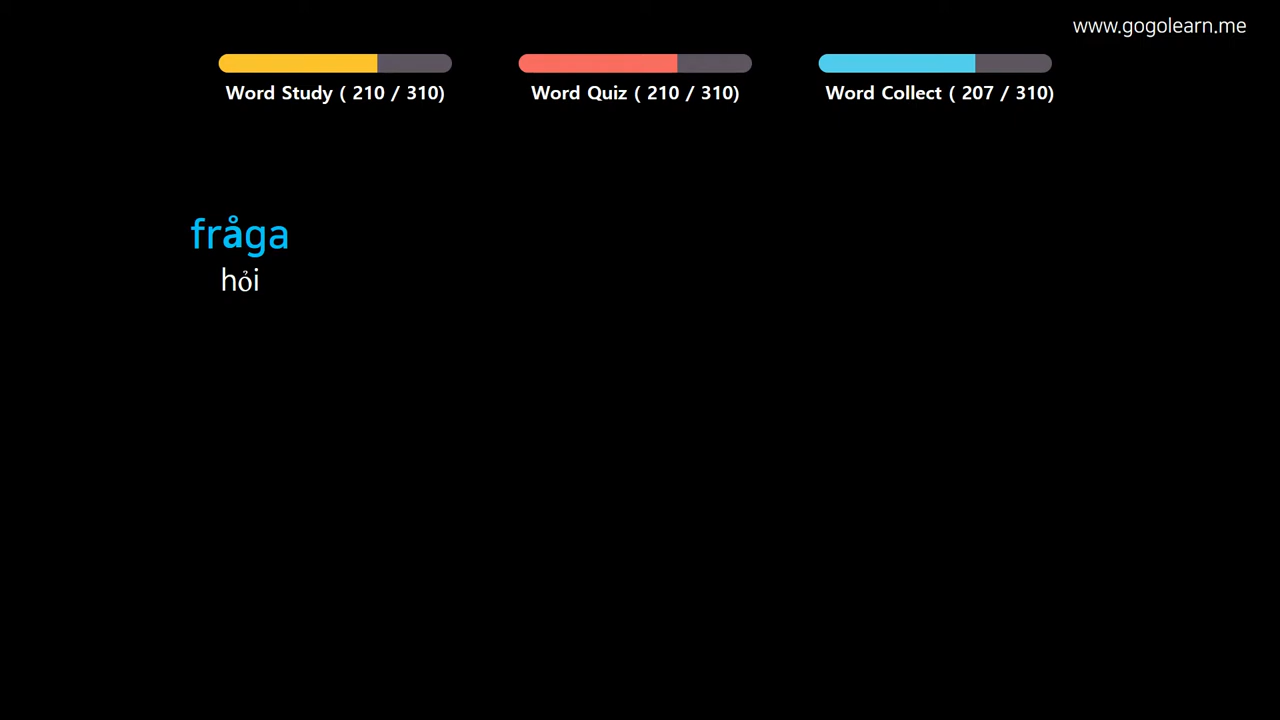 www.gogolearn.me
Word Study ( 210 / 310)
Word Quiz ( 210 / 310)
Word Collect ( 207 / 310)
fråga
hỏi